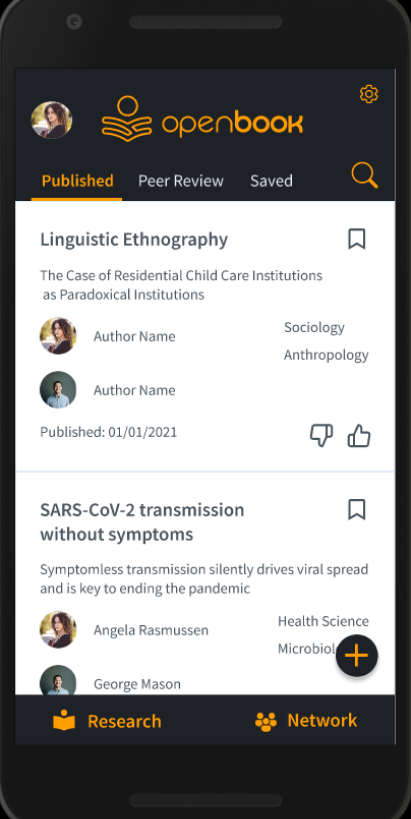 openbook
Published Peer Review Saved
Linguistic Ethnography
The Case of Residential Child Care Institutions
as Paradoxical Institutions
Author Name
Sociology
Anthropology
Author Name
Published: 01/01/2021
SARS-CoV-2 transmission
without symptoms
Symptomless transmission silently drives viral spread
and is key to ending the pandemic
Angela Rasmussen
Health Science
Microbiol
George Mason
Research Network